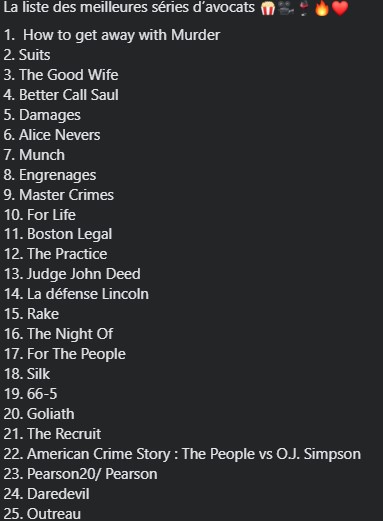 La liste des meilleures séries d'avocats 🍿🎥🍷🔥❤️
1.  How to get away with Murder
2. Suits
3. The Good Wife
4. Better Call Saul
5. Damages
6. Alice Nevers
7. Munch
8. Engrenages
9. Master Crimes
10. For Life
11. Boston Legal
12. The Practice
13. Judge John Deed
14. La défense Lincoln
15. Rake
16. The Night Of
17. For The People
18. Silk
19. 66-5
20. Goliath
21. The Recruit
22. American Crime Story : The People vs O.J. Simpson
23. Pearson20/ Pearson
24. Daredevil
25. Outreau